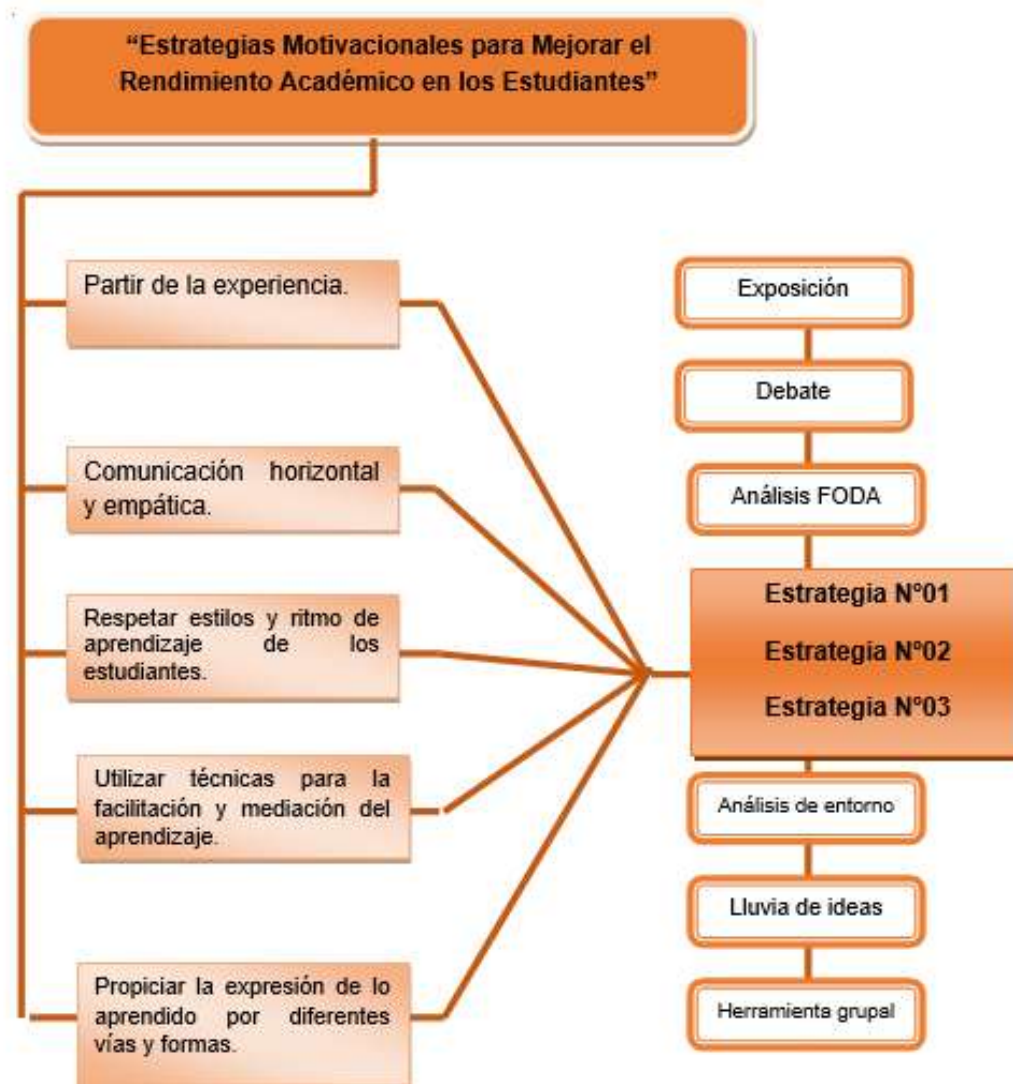 “Estrategias Motivacionales para Mejorar el
Rendimiento Académico en los Estudiantes”
Partir de la experiencia.
Comunicación horizontal
y empática.
Respetar estilos y ritmo de
aprendizaje de los
estudiantes.
Utilizar técnicas para la
facilitación y mediación del
aprendizaje.
Propiciar la expresión de lo
aprendido por diferentes
vías y formas.
Exposición
Debate
Análisis FODA
Estrategia Nº01
Estrategia Nº02
Estrategia Nº03
Análisis de entorno
Lluvia de ideas
Herramienta grupal